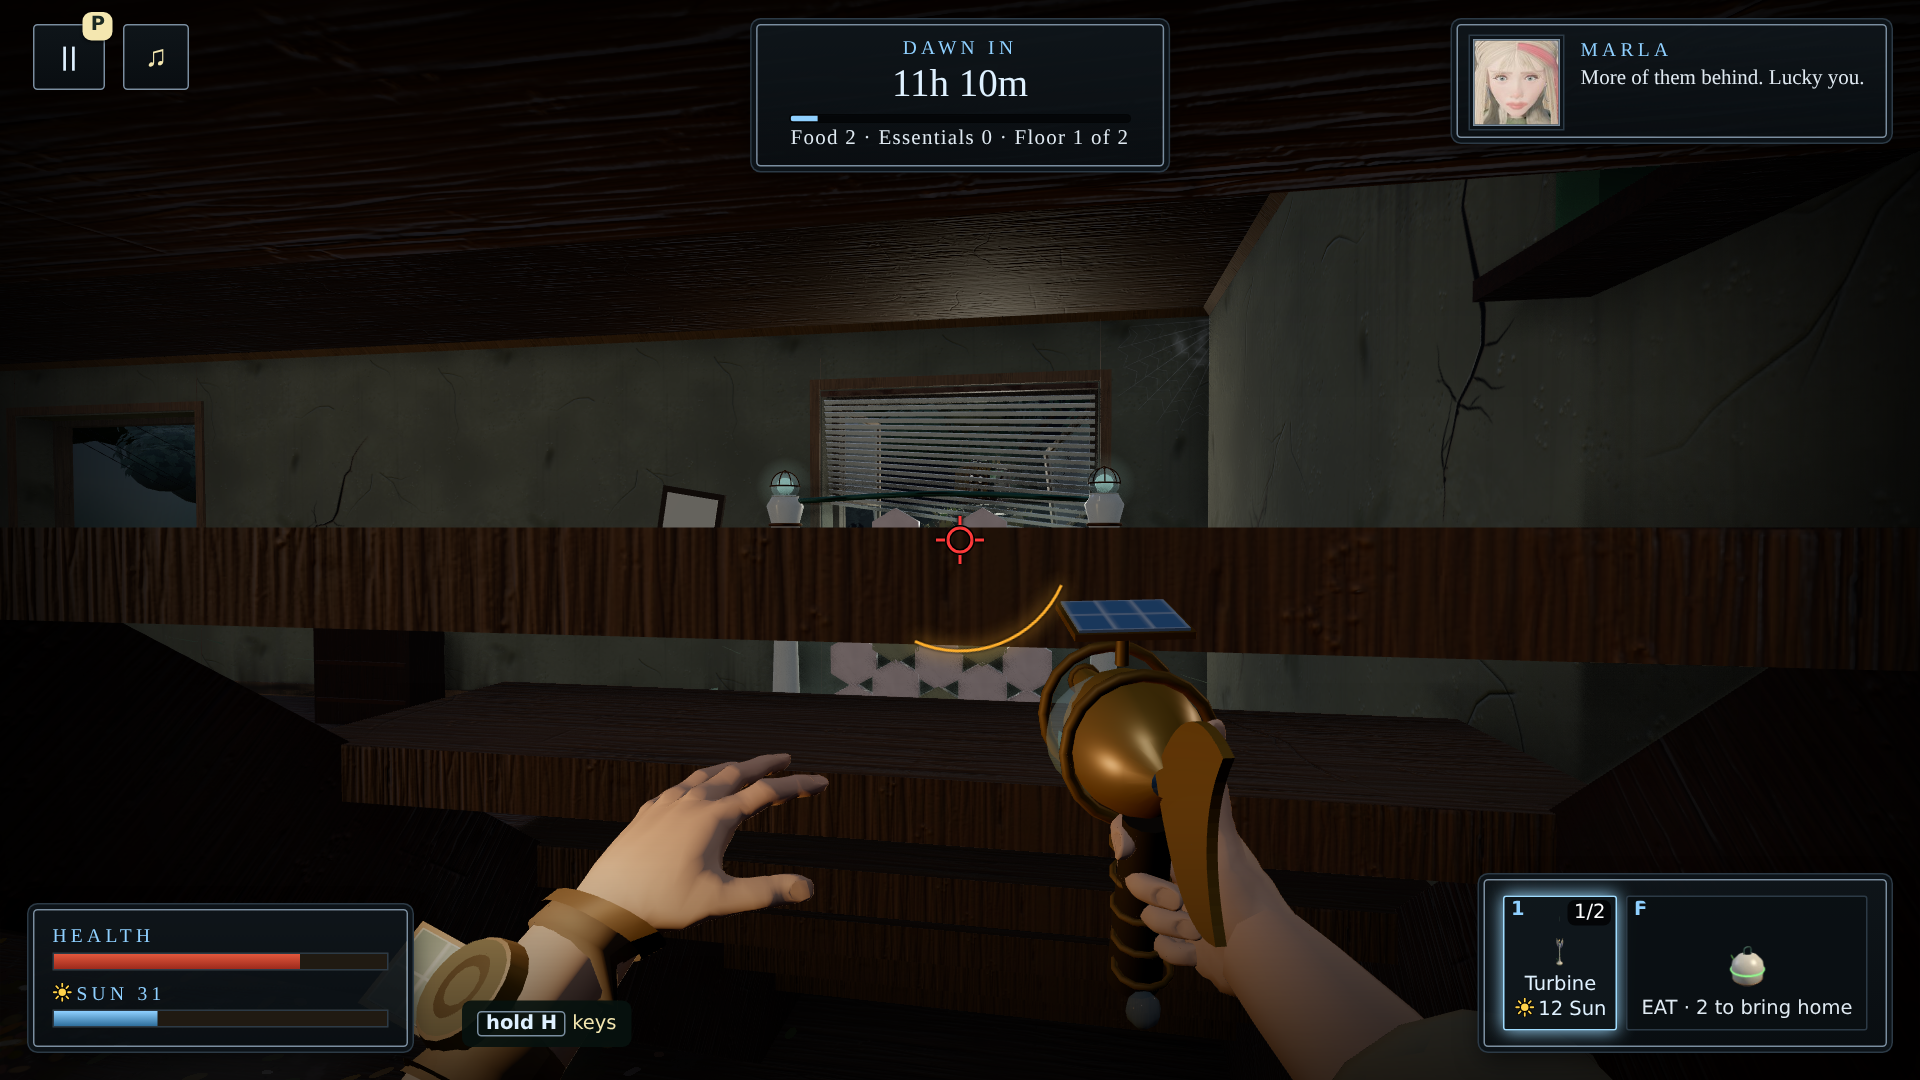 P
DAWN IN
11h 10m
Food 2 · Essentials 0 · Floor 1 of 2
MARLA
More of them behind. Lucky you.
HEALTH
SUN 31
hold H keys
1
1/2
Turbine
12 Sun
F
EAT · 2 to bring home